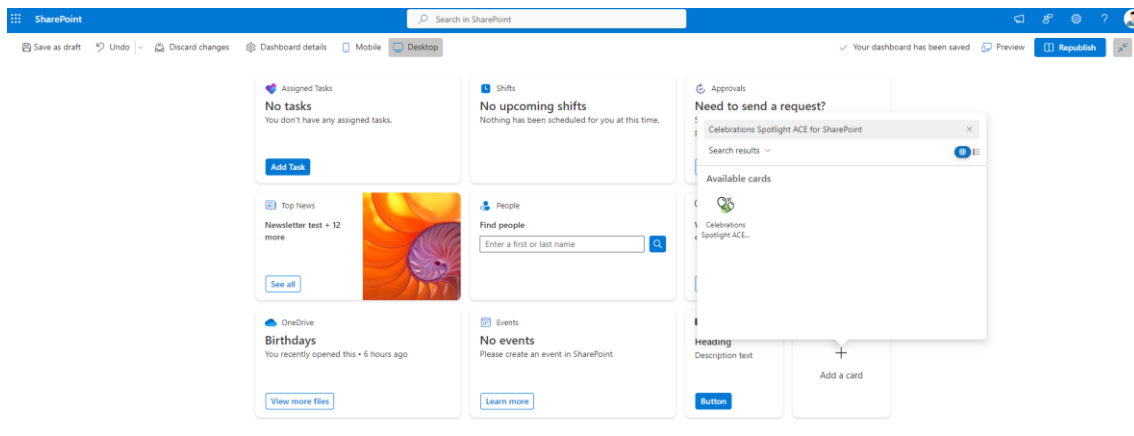 SharePoint
Search in SharePoint
?
Save as draft
Undo
Discard changes
Dashboard details
Mobile
Desktop
Your dashboard has been saved
Preview
Republish
Assigned Tasks
No tasks
You don't have any assigned tasks.
Add Task
Shifts
No upcoming shifts
Nothing has been scheduled for you at this time.
Approvals
Need to send a request?
Celebrations Spotlight ACE for SharePoint
Search results
Available cards
Celebrations
Spotlight ACE...
Top News
Newsletter test + 12
more
See all
People
Find people
Enter a first or last name
OneDrive
Birthdays
You recently opened this • 6 hours ago
View more files
Events
No events
Please create an event in SharePoint
Learn more
Heading
Description text
Button
Add a card